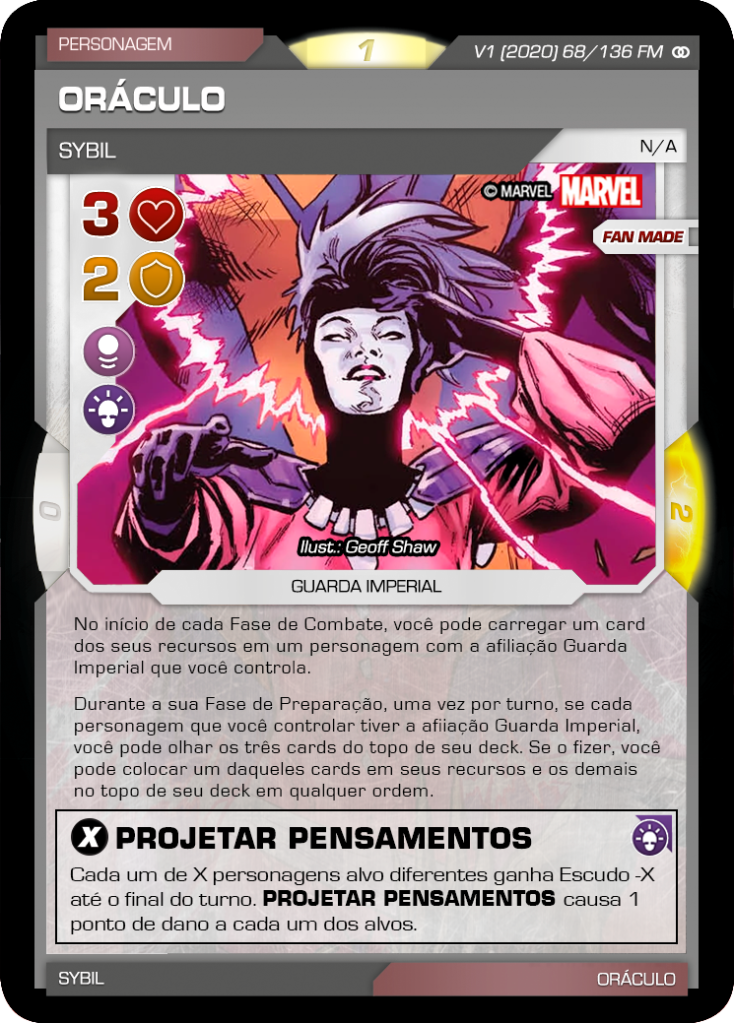 PERSONAGEM
1
V1 (2020) 68/136 FM
ORÁCULO
SYBIL
N/A
© MARVEL MARVEL
3
FAN MADE
2
0
2
Ilust.: Geoff Shaw
GUARDA IMPERIAL
No início de cada Fase de Combate, você pode carregar um card
dos seus recursos em um personagem com a afiliação Guarda
Imperial que você controla.
Durante a sua Fase de Preparação, uma vez por turno, se cada
personagem que você controlar tiver a afiiação Guarda Imperial,
você pode olhar os três cards do topo de seu deck. Se o fizer, você
pode colocar um daqueles cards em seus recursos e os demais
no topo de seu deck em qualquer ordem.
X PROJETAR PENSAMENTOS
Cada um de X personagens alvo diferentes ganha Escudo -X
até o final do turno. PROJETAR PENSAMENTOS causa 1
ponto de dano a cada um dos alvos.
SYBIL
ORÁCULO